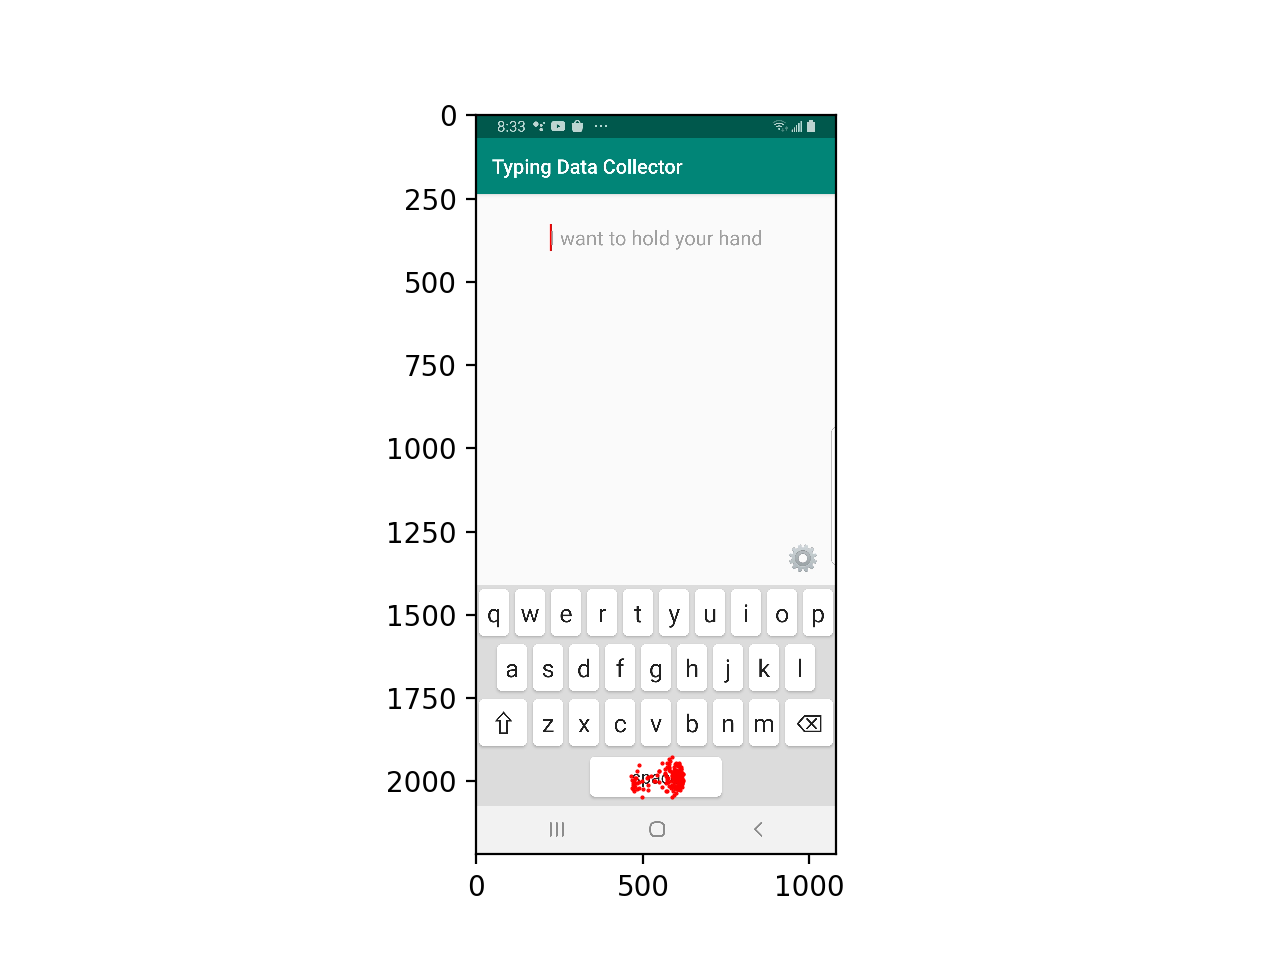 0
8:33
Typing Data Collector
250
want to hold your hand
500
750
1000
1250
q w e r t y u i o p
1500
a s d f g h j k l
1750
z x c v b n m
2000
0 500 1000